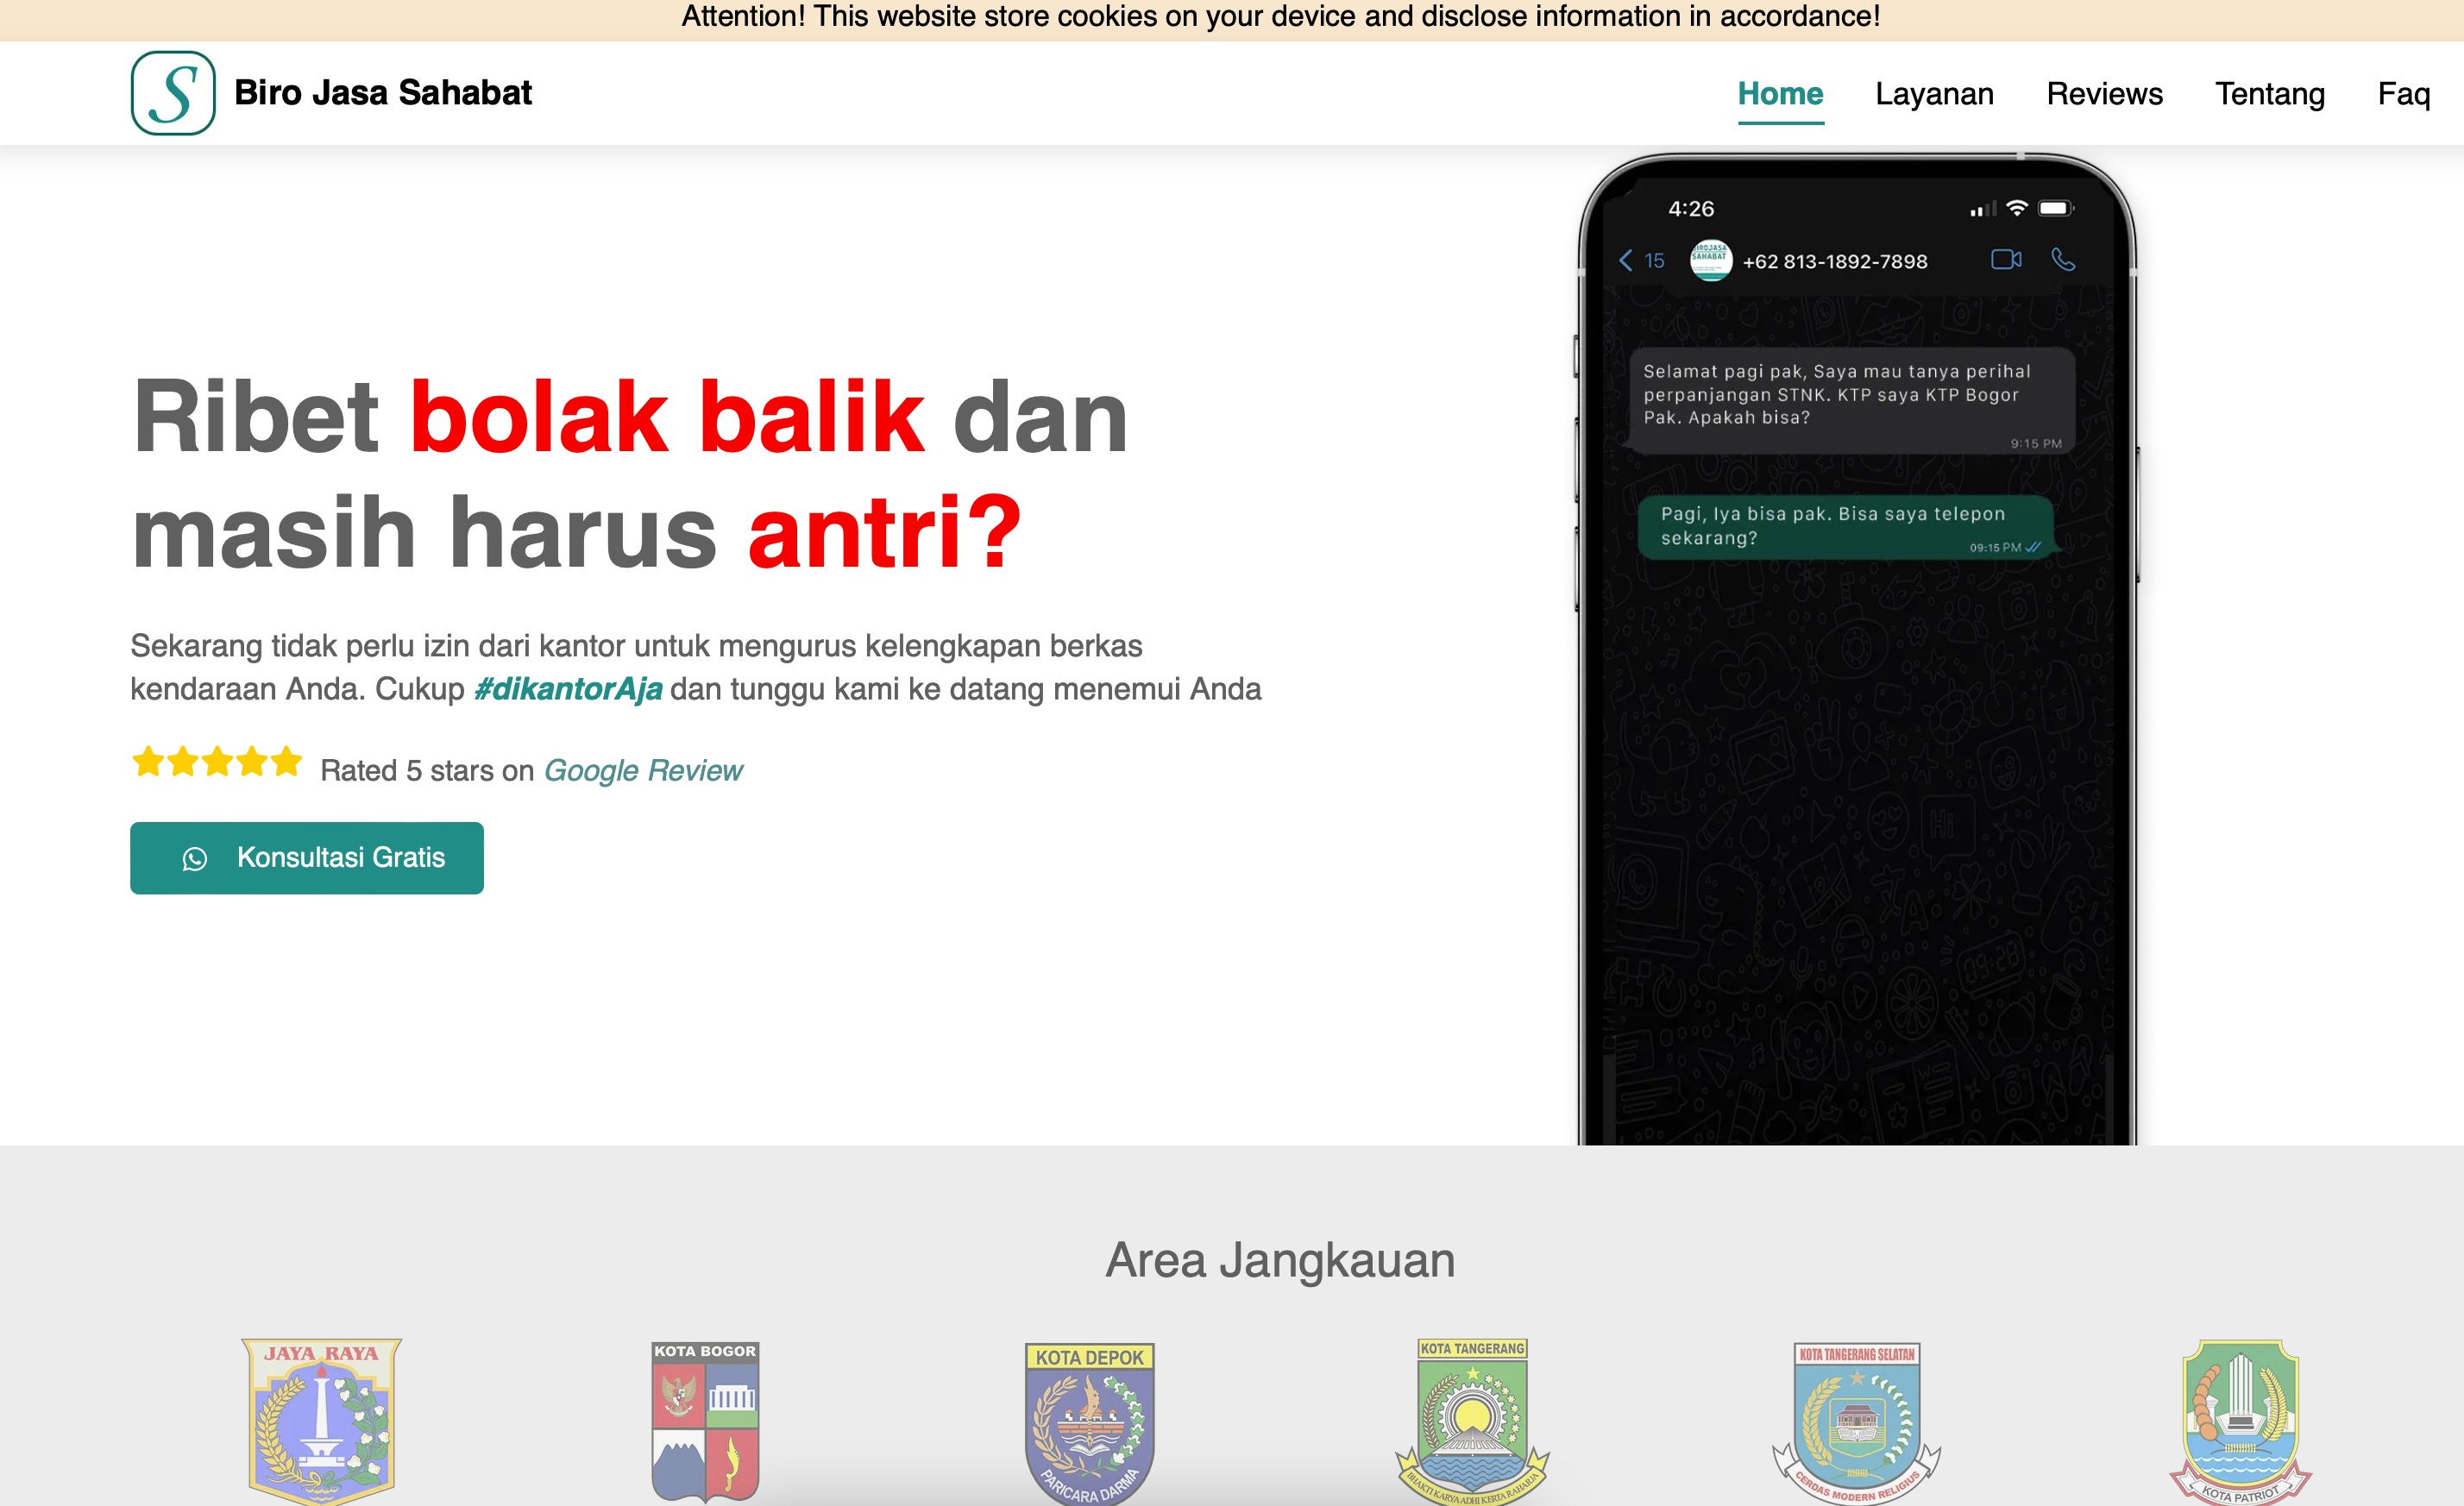 Attention! This website store cookies on your device and disclose information in accordance!
S
Biro Jasa Sahabat
Home
Layanan
Reviews
Tentang
Faq
Ribet bolak balik dan
masih harus antri?
Sekarang tidak perlu izin dari kantor untuk mengurus kelengkapan berkas
kendaraan Anda. Cukup #dikantorAja dan tunggu kami ke datang menemui Anda
Rated 5 stars on Google Review
Konsultasi Gratis
4:26
15
BIROJASA
SAHABAT
+62 813-1892-7898
Selamat pagi pak, Saya mau tanya perihal
perpanjangan STNK. KTP saya KTP Bogor
Pak. Apakah bisa?
9:15 PM
Pagi, Iya bisa pak. Bisa saya telepon
sekarang?
09:15 PM
Hi
Area Jangkauan
JAYA RAYA
KOTA BOGOR
KOTA DEPOK
PARICARA DARMA
KOTA TANGERANG
BHAKTI KARYA ADHI KERTA RAHARJA
KOTA TANGERANG SELATAN
CERDAS MODERN RELIGIUS
KOTA PATRIOT